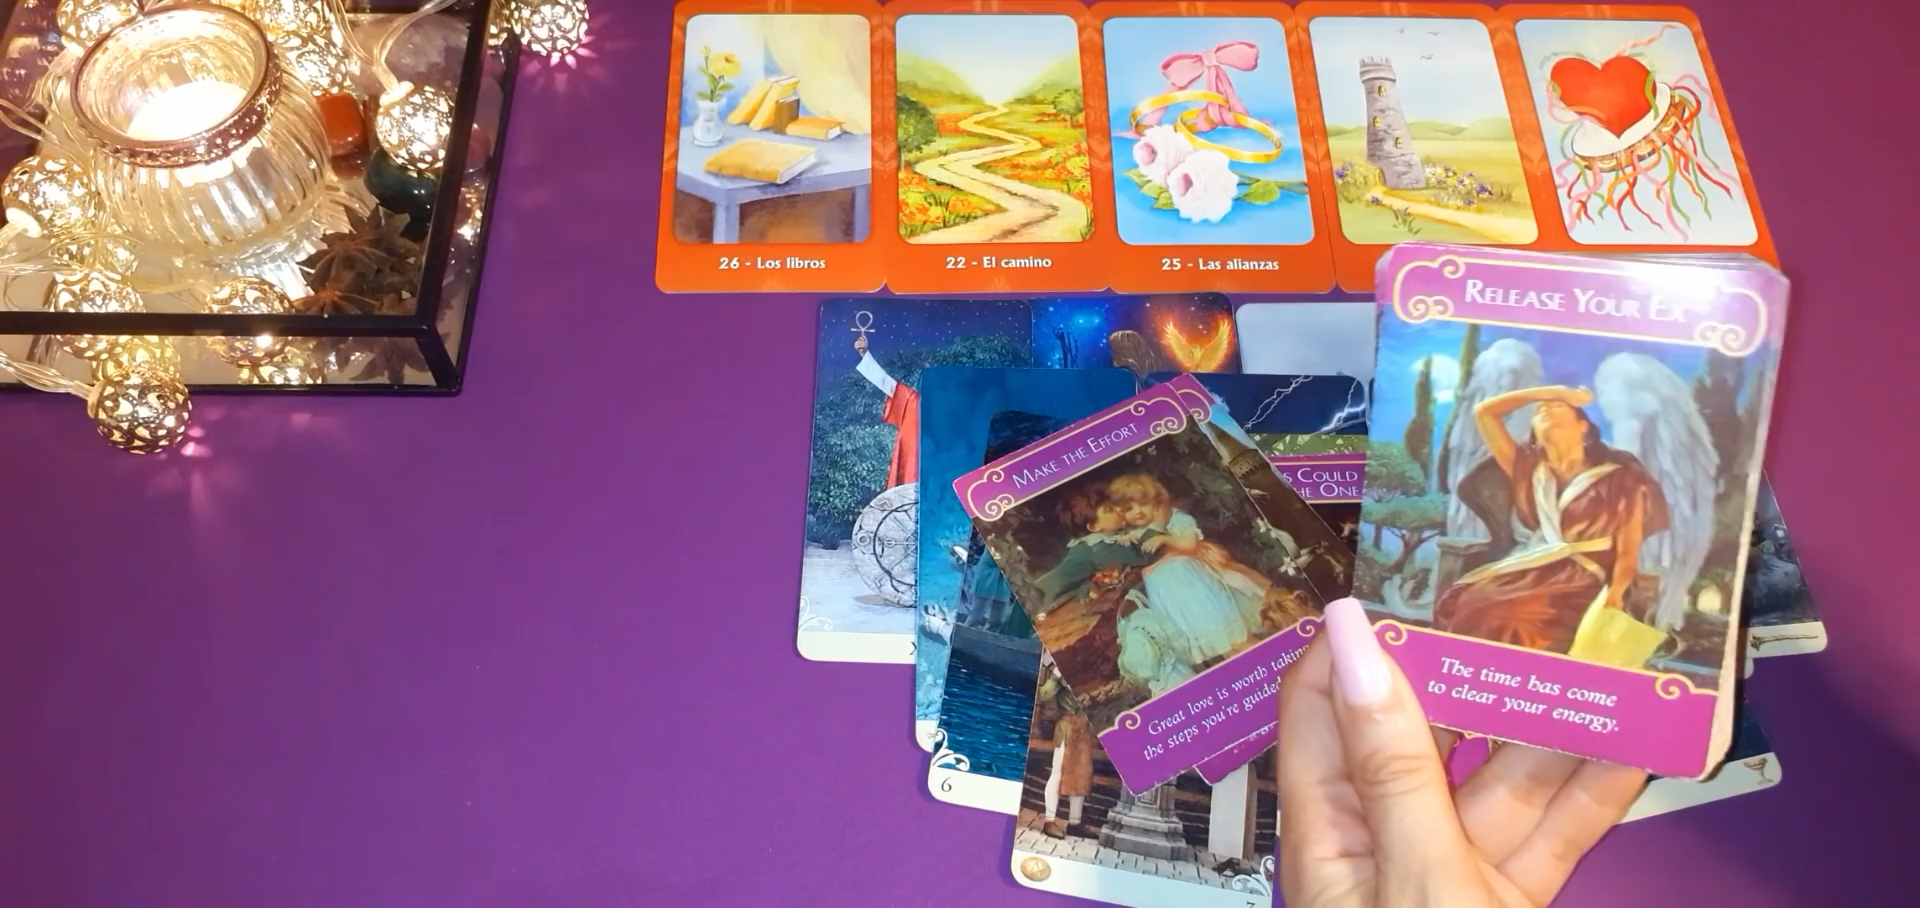 26 - Los libros
22 - El camino
25 - Las alianzas
RELEASE YOUR EX
MAKE THE EFFORT
COULD
THE ONE
The time has come
to clear your energy.
Great love is worth taking
the steps you're guided
6